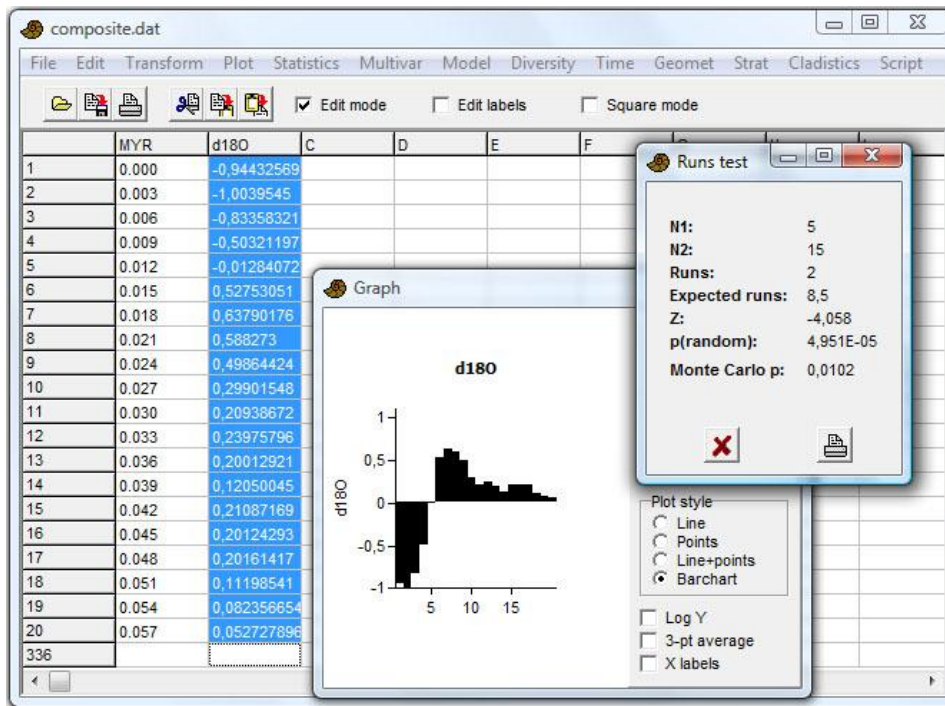 composite.dat
File Edit Transform Plot Statistics Multivar Model Diversity Time Geomet Strat Cladistics Script
Edit mode Edit labels Square mode
MYR d18O C D E F
1 0.000 -0,94432569
2 0.003 -1,0039545
3 0.006 -0,83358321
4 0.009 -0,50321197
5 0.012 -0,01284072
6 0.015 0,52753051
7 0.018 0,63790176
8 0.021 0,588273
9 0.024 0,49864424
10 0.027 0,29901548
11 0.030 0,20938672
12 0.033 0,23975796
13 0.036 0,20012921
14 0.039 0,12050045
15 0.042 0,21087169
16 0.045 0,20124293
17 0.048 0,20161417
18 0.051 0,11198541
19 0.054 0,082356654
20 0.057 0,052727896
336
Runs test
N1: 5
N2: 15
Runs: 2
Expected runs: 8,5
Z: -4,058
p(random): 4,951E-05
Monte Carlo p: 0,0102
Graph
d18O
d18O
1
0,5
0
-0,5
-1
5 10 15
Plot style
Line
Points
Line+points
Barchart
Log Y
3-pt average
X labels